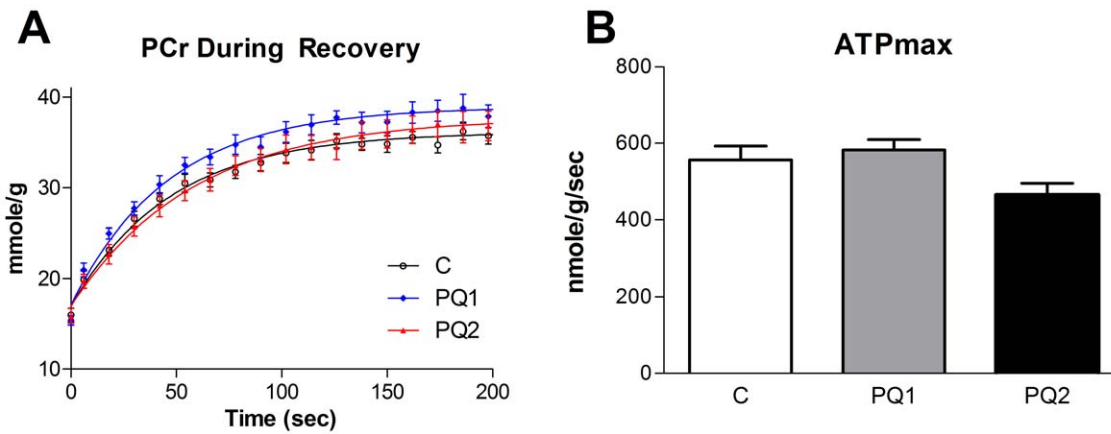 A
PCr During Recovery
mmole/g
40
30
20
10
0
50
100
150
200
Time (sec)
C
PQ1
PQ2
B
ATPmax
nmole/g/sec
800
600
400
200
0
C
PQ1
PQ2